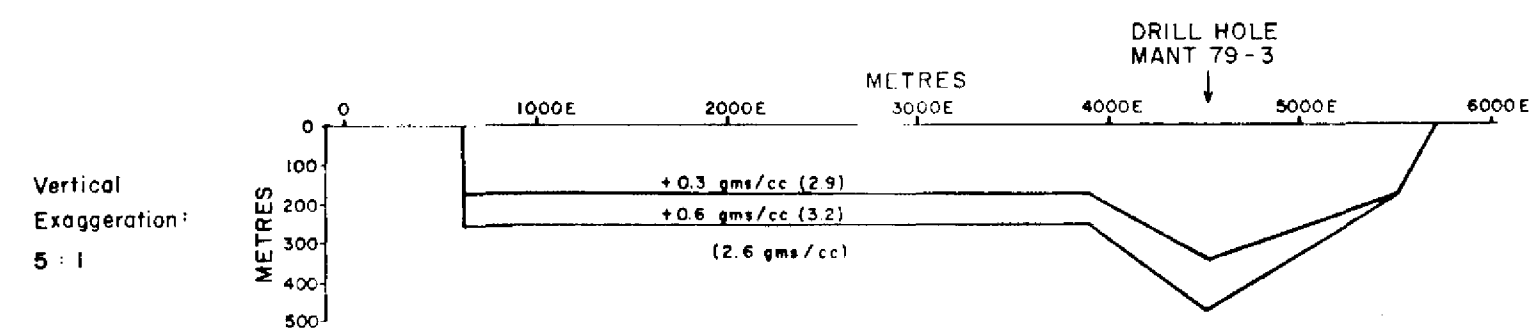 DRILL HOLE
MANT 79-3
METRES
0 1000E 2000E 3000E 4000E 5000E 6000E
0
100
200
300
400
500
METRES
Vertical
Exaggeration:
5 : 1
+0.3 gms/cc (2.9)
+0.6 gms/cc (3.2)
(2.6 gms/cc)